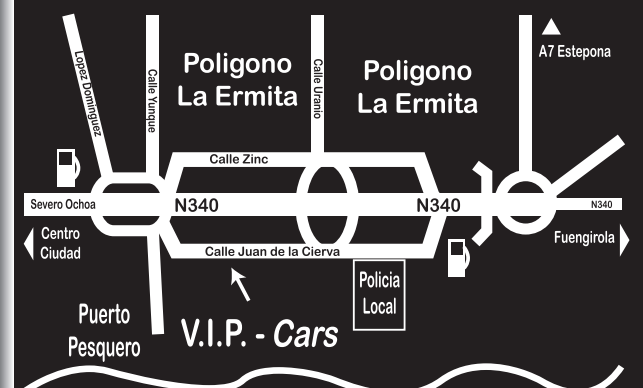 Lopez Dominguez
Calle Yunque
Poligono
La Ermita
Calle Uranio
Poligono
La Ermita
A7 Estepona
Calle Zinc
Severo Ochoa
N340
N340
N340
Centro
Ciudad
Fuengirola
Calle Juan de la Cierva
Policia
Local
Puerto
Pesquero
V.I.P. - Cars